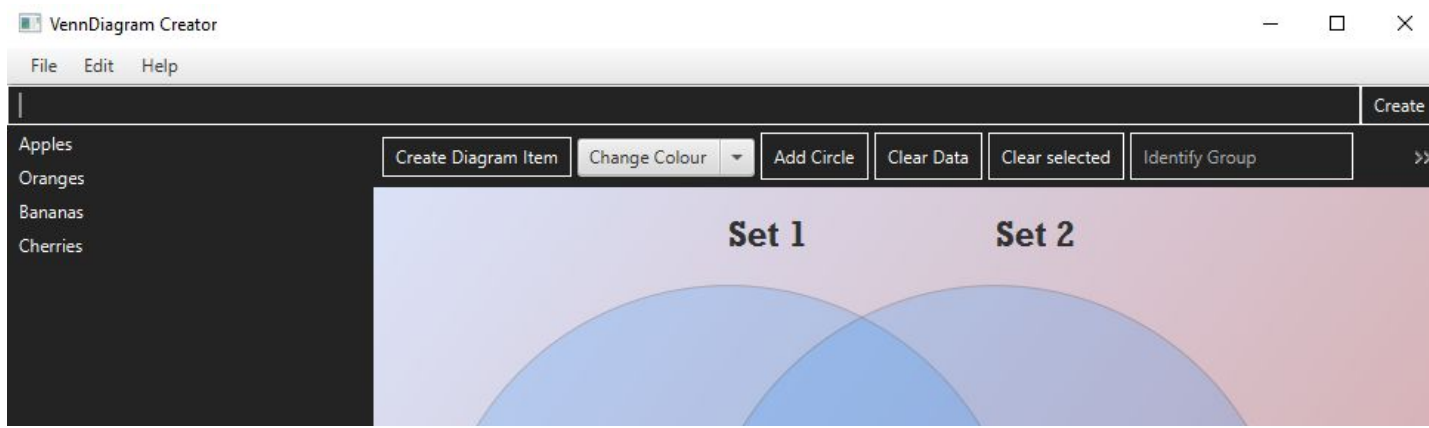 VennDiagram Creator
File Edit Help
Create
Apples
Oranges
Bananas
Cherries
Create Diagram Item Change Colour Add Circle Clear Data Clear selected Identify Group >>
Set 1 Set 2